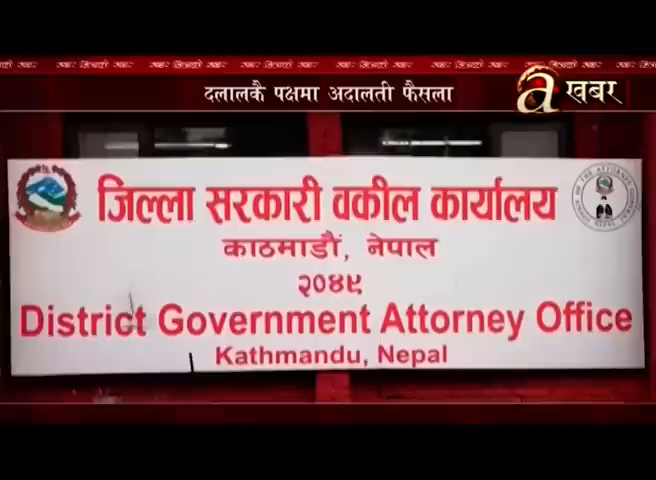 दलालकै पक्षमा अदालती फैसला
a खबर
जिल्ला सरकारी वकील कार्यालय
काठमाडौं, नेपाल
२०४९
District Government Attorney Office
Kathmandu, Nepal